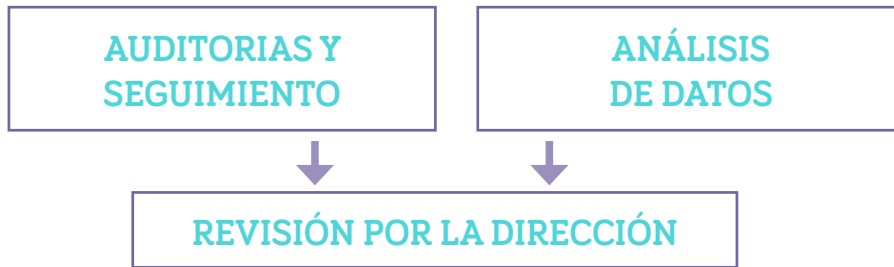 AUDITORIAS Y
SEGUIMIENTO
ANÁLISIS
DE DATOS
REVISIÓN POR LA DIRECCIÓN